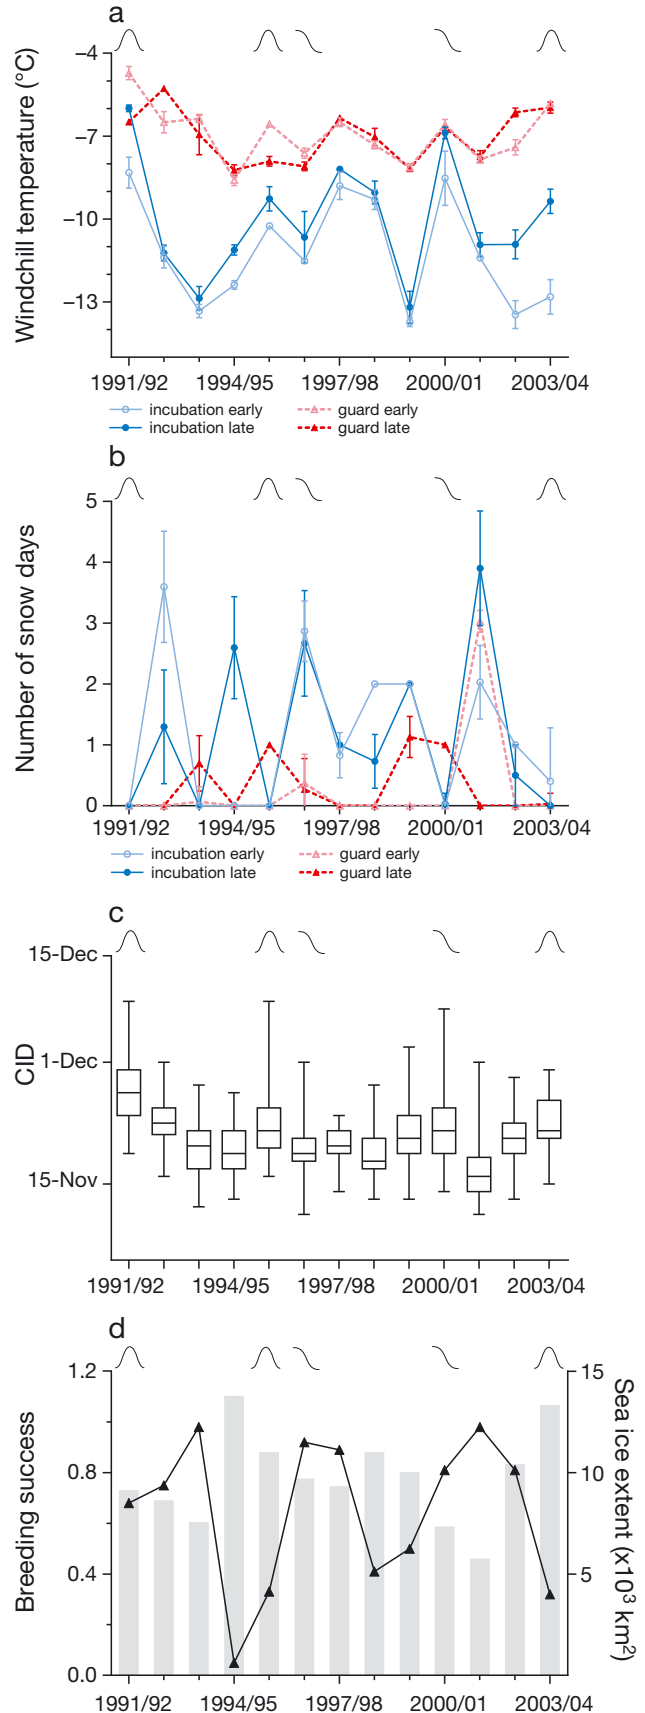 a
Windchill temperature (°C)
−4
−7
−10
−13
1991/92 1994/95 1997/98 2000/01 2003/04
incubation early guard early
incubation late guard late
b
Number of snow days
5
4
3
2
1
0
1991/92 1994/95 1997/98 2000/01 2003/04
incubation early guard early
incubation late guard late
c
CID
15-Dec
1-Dec
15-Nov
1991/92 1994/95 1997/98 2000/01 2003/04
d
Breeding success
Sea ice extent (x10³ km²)
1.2 15
0.8 10
0.4 5
0.0
1991/92 1994/95 1997/98 2000/01 2003/04